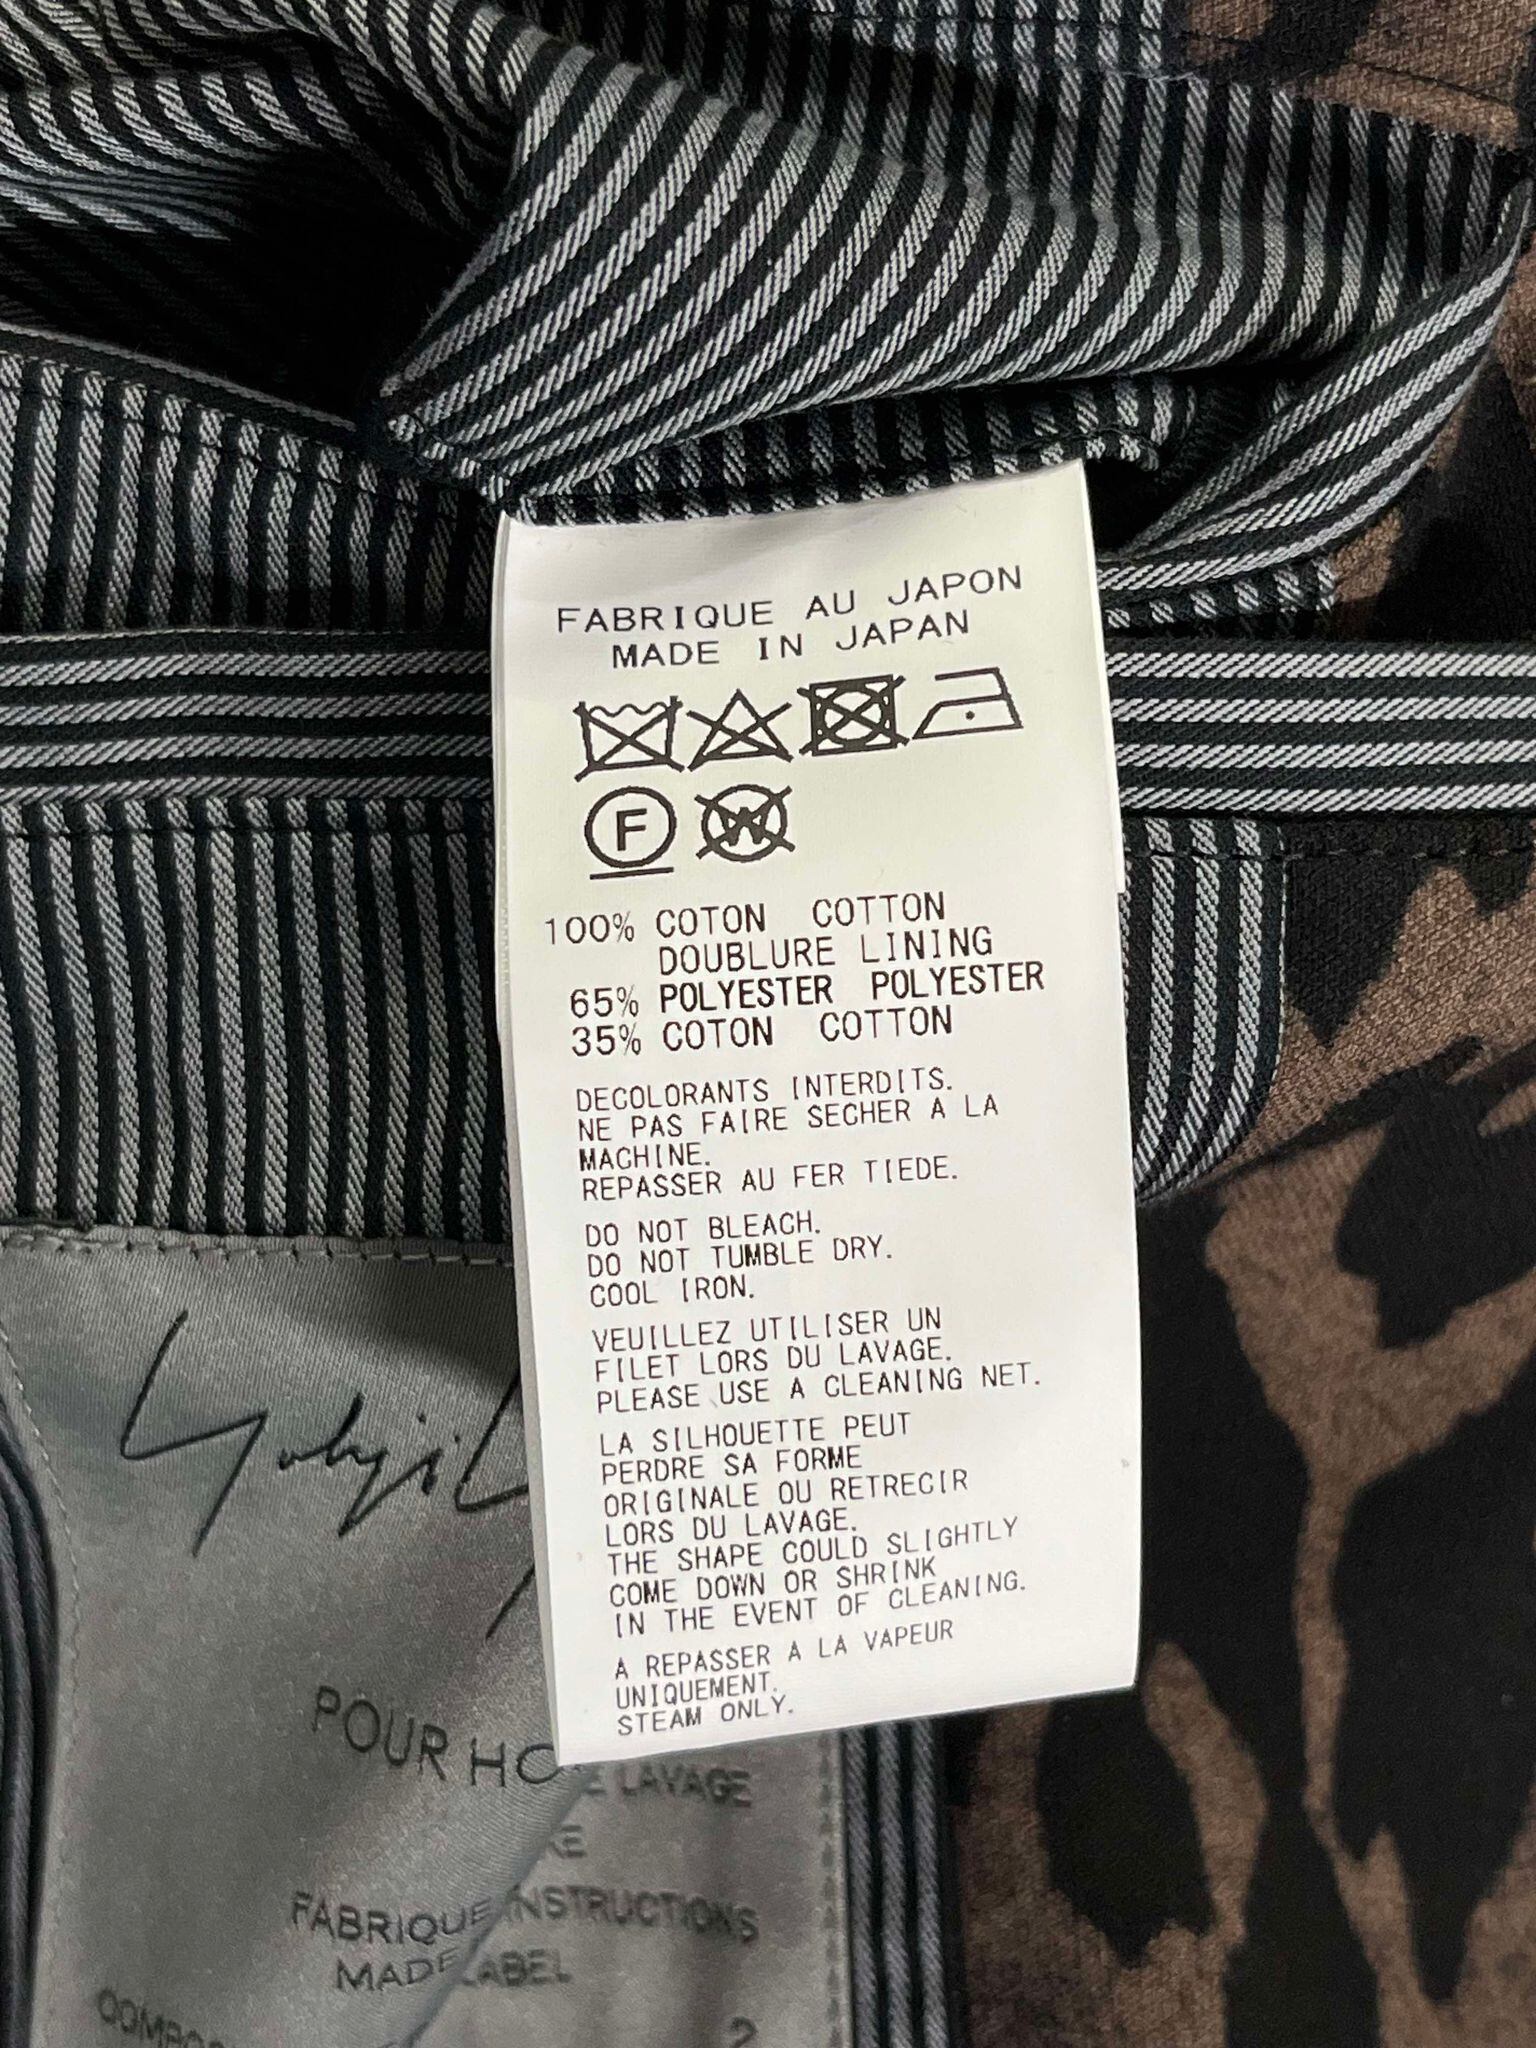 FABRIQUE AU JAPON
MADE IN JAPAN
F W
100% COTON COTTON
DOUBLURE LINING
65% POLYESTER POLYESTER
35% COTON COTTON
DECOLORANTS INTERDITS.
NE PAS FAIRE SECHER A LA
MACHINE.
REPASSER AU FER TIEDE.
DO NOT BLEACH.
DO NOT TUMBLE DRY.
COOL IRON.
VEUILLEZ UTILISER UN
FILET LORS DU LAVAGE.
PLEASE USE A CLEANING NET.
LA SILHOUETTE PEUT
PERDRE SA FORME
ORIGINALE OU RETRECIR
LORS DU LAVAGE.
THE SHAPE COULD SLIGHTLY
COME DOWN OR SHRINK
IN THE EVENT OF CLEANING.
A REPASSER A LA VAPEUR
UNIQUEMENT.
STEAM ONLY.
Yohji
POUR HO
LAVAGE
FABRIQUE
MADE
2